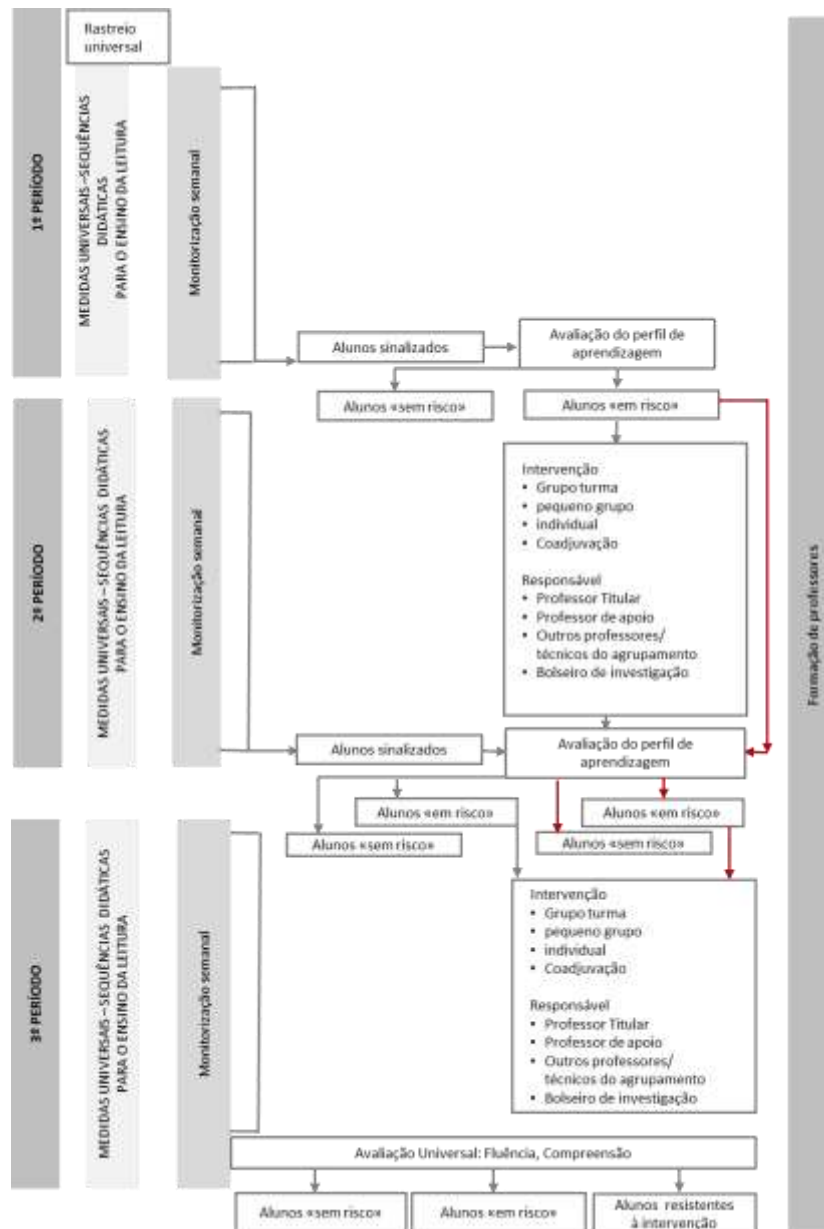 Rastreio
universal
1º PERÍODO
MEDIDAS UNIVERSAIS –SEQUÊNCIAS
DIDÁTICAS
PARA O ENSINO DA LEITURA
Monitorização semanal
Alunos sinalizados
Avaliação do perfil de
aprendizagem
Alunos «sem risco»
Alunos «em risco»
2º PERÍODO
MEDIDAS UNIVERSAIS – SEQUÊNCIAS DIDÁTICAS
PARA O ENSINO DA LEITURA
Monitorização semanal
Intervenção
• Grupo turma
• pequeno grupo
• individual
• Coadjuvação
Responsável
• Professor Titular
• Professor de apoio
• Outros professores/
técnicos do agrupamento
• Bolseiro de investigação
Alunos sinalizados
Avaliação do perfil de
aprendizagem
Alunos «em risco»
Alunos «sem risco»
Alunos «em risco»
Alunos «sem risco»
3º PERÍODO
MEDIDAS UNIVERSAIS – SEQUÊNCIAS DIDÁTICAS
PARA O ENSINO DA LEITURA
Monitorização semanal
Intervenção
• Grupo turma
• pequeno grupo
• individual
• Coadjuvação
Responsável
• Professor Titular
• Professor de apoio
• Outros professores/
técnicos do agrupamento
• Bolseiro de investigação
Avaliação Universal: Fluência, Compreensão
Alunos «sem risco»
Alunos «em risco»
Alunos resistentes
à intervenção
Formação de professores